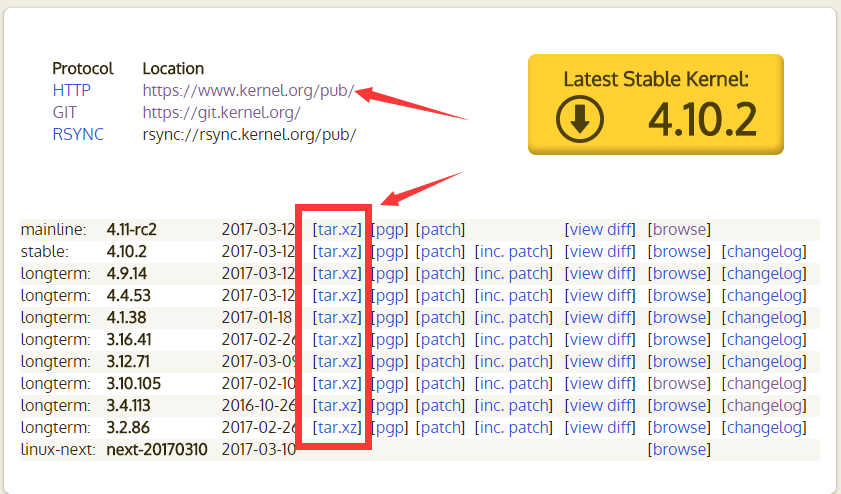 Protocol Location
HTTP https://www.kernel.org/pub/
GIT https://git.kernel.org/
RSYNC rsync://rsync.kernel.org/pub/
Latest Stable Kernel:
4.10.2
mainline: 4.11-rc2 2017-03-12 [tar.xz] [pgp] [patch] [view diff] [browse]
stable: 4.10.2 2017-03-12 [tar.xz] [pgp] [patch] [inc. patch] [view diff] [browse] [changelog]
longterm: 4.9.14 2017-03-12 [tar.xz] [pgp] [patch] [inc. patch] [view diff] [browse] [changelog]
longterm: 4.4.53 2017-03-12 [tar.xz] [pgp] [patch] [inc. patch] [view diff] [browse] [changelog]
longterm: 4.1.38 2017-01-18 [tar.xz] [pgp] [patch] [inc. patch] [view diff] [browse] [changelog]
longterm: 3.16.41 2017-02-26 [tar.xz] [pgp] [patch] [inc. patch] [view diff] [browse] [changelog]
longterm: 3.12.71 2017-03-09 [tar.xz] [pgp] [patch] [inc. patch] [view diff] [browse] [changelog]
longterm: 3.10.105 2017-02-10 [tar.xz] [pgp] [patch] [inc. patch] [view diff] [browse] [changelog]
longterm: 3.4.113 2016-10-26 [tar.xz] [pgp] [patch] [inc. patch] [view diff] [browse] [changelog]
longterm: 3.2.86 2017-02-26 [tar.xz] [pgp] [patch] [inc. patch] [view diff] [browse] [changelog]
linux-next: next-20170310 2017-03-10 [browse]